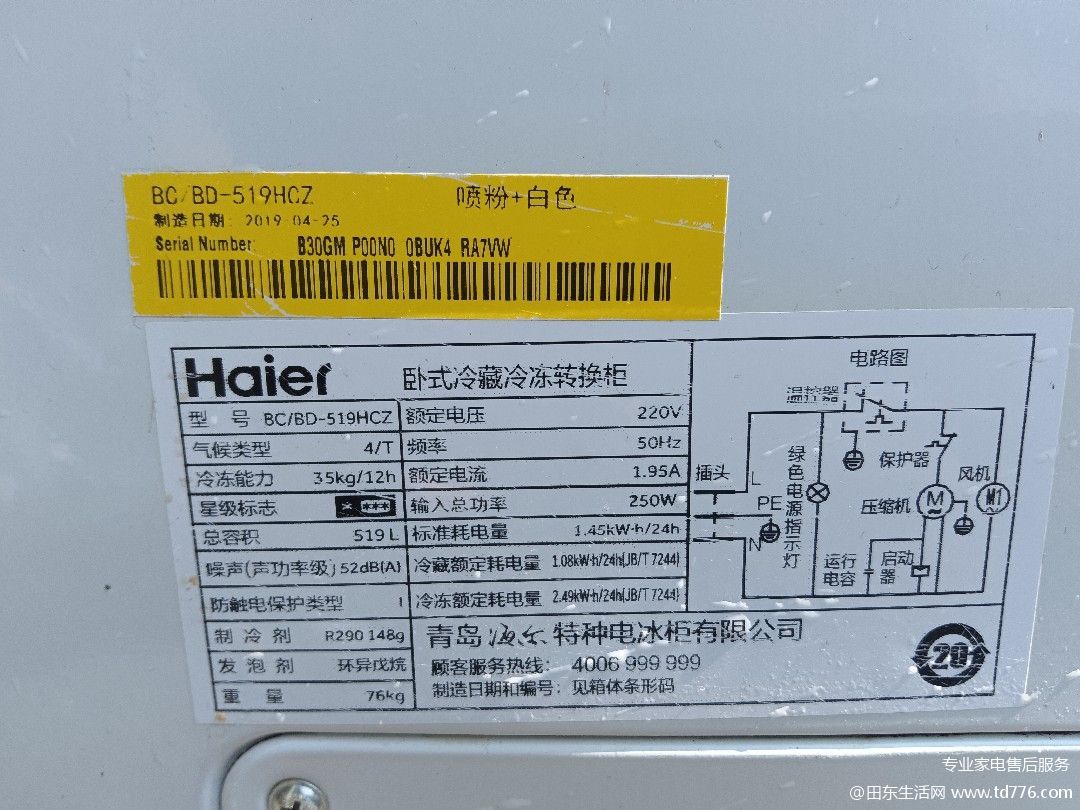 BC/BD-519HCZ 喷粉+白色
制造日期: 2019-04-25
Serial Number: B30GM P00N0 0BUK4 RA7VW
Haier 卧式冷藏冷冻转换柜
型 号 BC/BD-519HCZ 额定电压 220V
气候类型 4/T 频率 50Hz
冷冻能力 35kg/12h 额定电流 1.95A
星级标志 * *** 输入总功率 250W
总容积 519 L 标准耗电量 1.45kW·h/24h
噪声(声功率级) 52dB(A) 冷藏额定耗电量 1.08kW·h/24h(JB/T 7244)
防触电保护类型 I 冷冻额定耗电量 2.49kW·h/24h(JB/T 7244)
制 冷 剂 R290 148g
发 泡 剂 环异戊烷
重 量 76kg
青岛海尔特种电冰柜有限公司
顾客服务热线: 4006 999 999
制造日期和编号: 见箱体条形码
电路图
温控器
插头
L
PE
N
绿色电源指示灯
保护器
风机
压缩机
M
M1
运行电容
启动器
20
专业家电售后服务
@田东生活网 www.td776.com